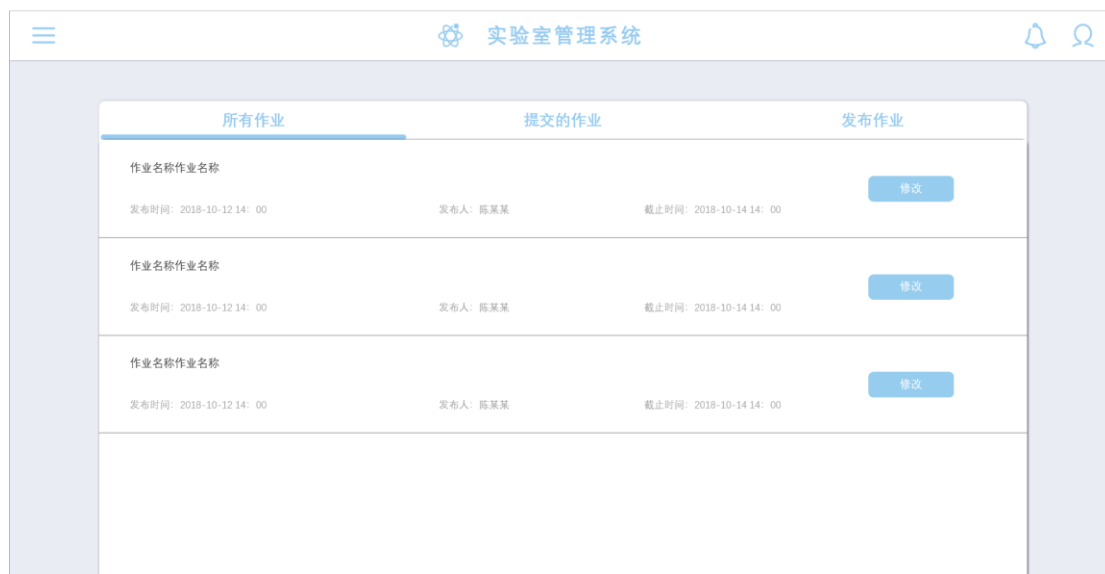 实验室管理系统
所有作业 提交的作业 发布作业
作业名称作业名称
修改
发布时间：2018-10-12 14：00 发布人：陈某某 截止时间：2018-10-14 14：00
作业名称作业名称
修改
发布时间：2018-10-12 14：00 发布人：陈某某 截止时间：2018-10-14 14：00
作业名称作业名称
修改
发布时间：2018-10-12 14：00 发布人：陈某某 截止时间：2018-10-14 14：00